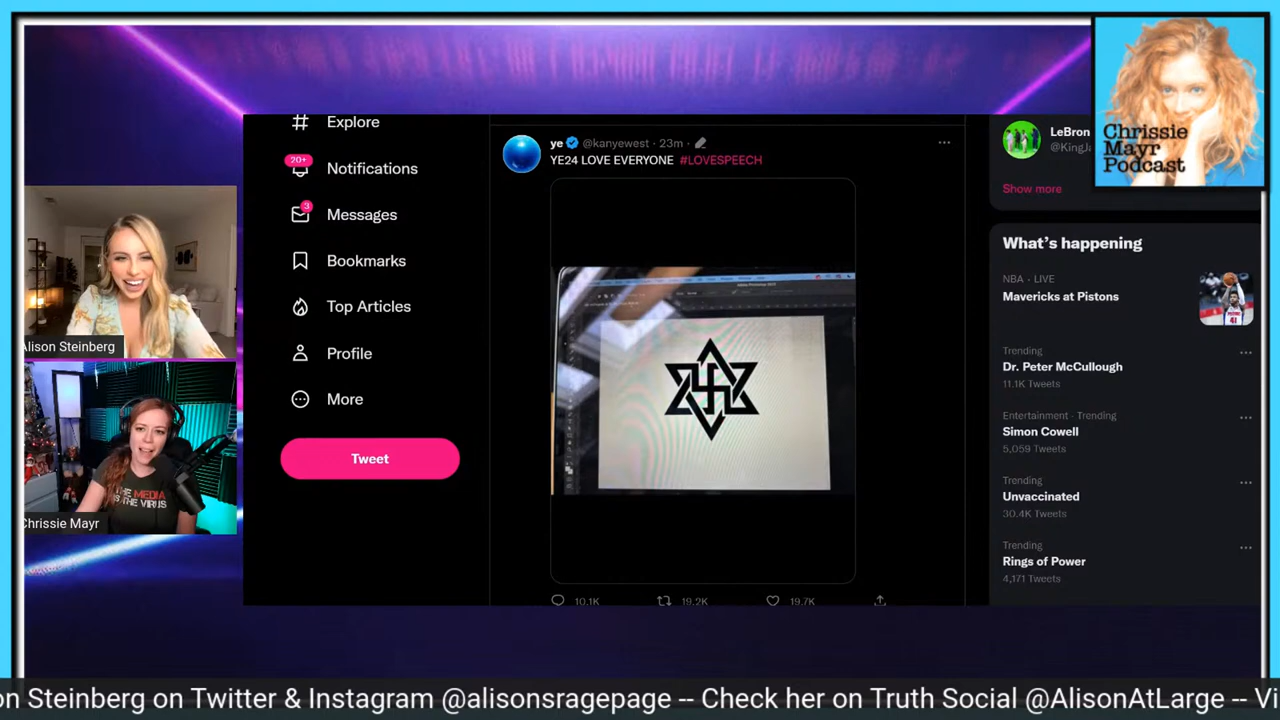 Explore
20+
Notifications
3
Messages
Bookmarks
Top Articles
Profile
More
Tweet
ye @kanyewest · 23m ·
YE24 LOVE EVERYONE #LOVESPEECH
10.1K 19.2K 19.7K
LeBron
@KingJa
Show more
What's happening
NBA · LIVE
Mavericks at Pistons
Trending
Dr. Peter McCullough
11.1K Tweets
Entertainment · Trending
Simon Cowell
5,059 Tweets
Trending
Unvaccinated
30.4K Tweets
Trending
Rings of Power
4,171 Tweets
Chrissie
Mayr
Podcast
Alison Steinberg
THE MEDIA
IS THE VIRUS
Chrissie Mayr
on Steinberg on Twitter & Instagram @alisonsragepage -- Check her on Truth Social @AlisonAtLarge -- Vi